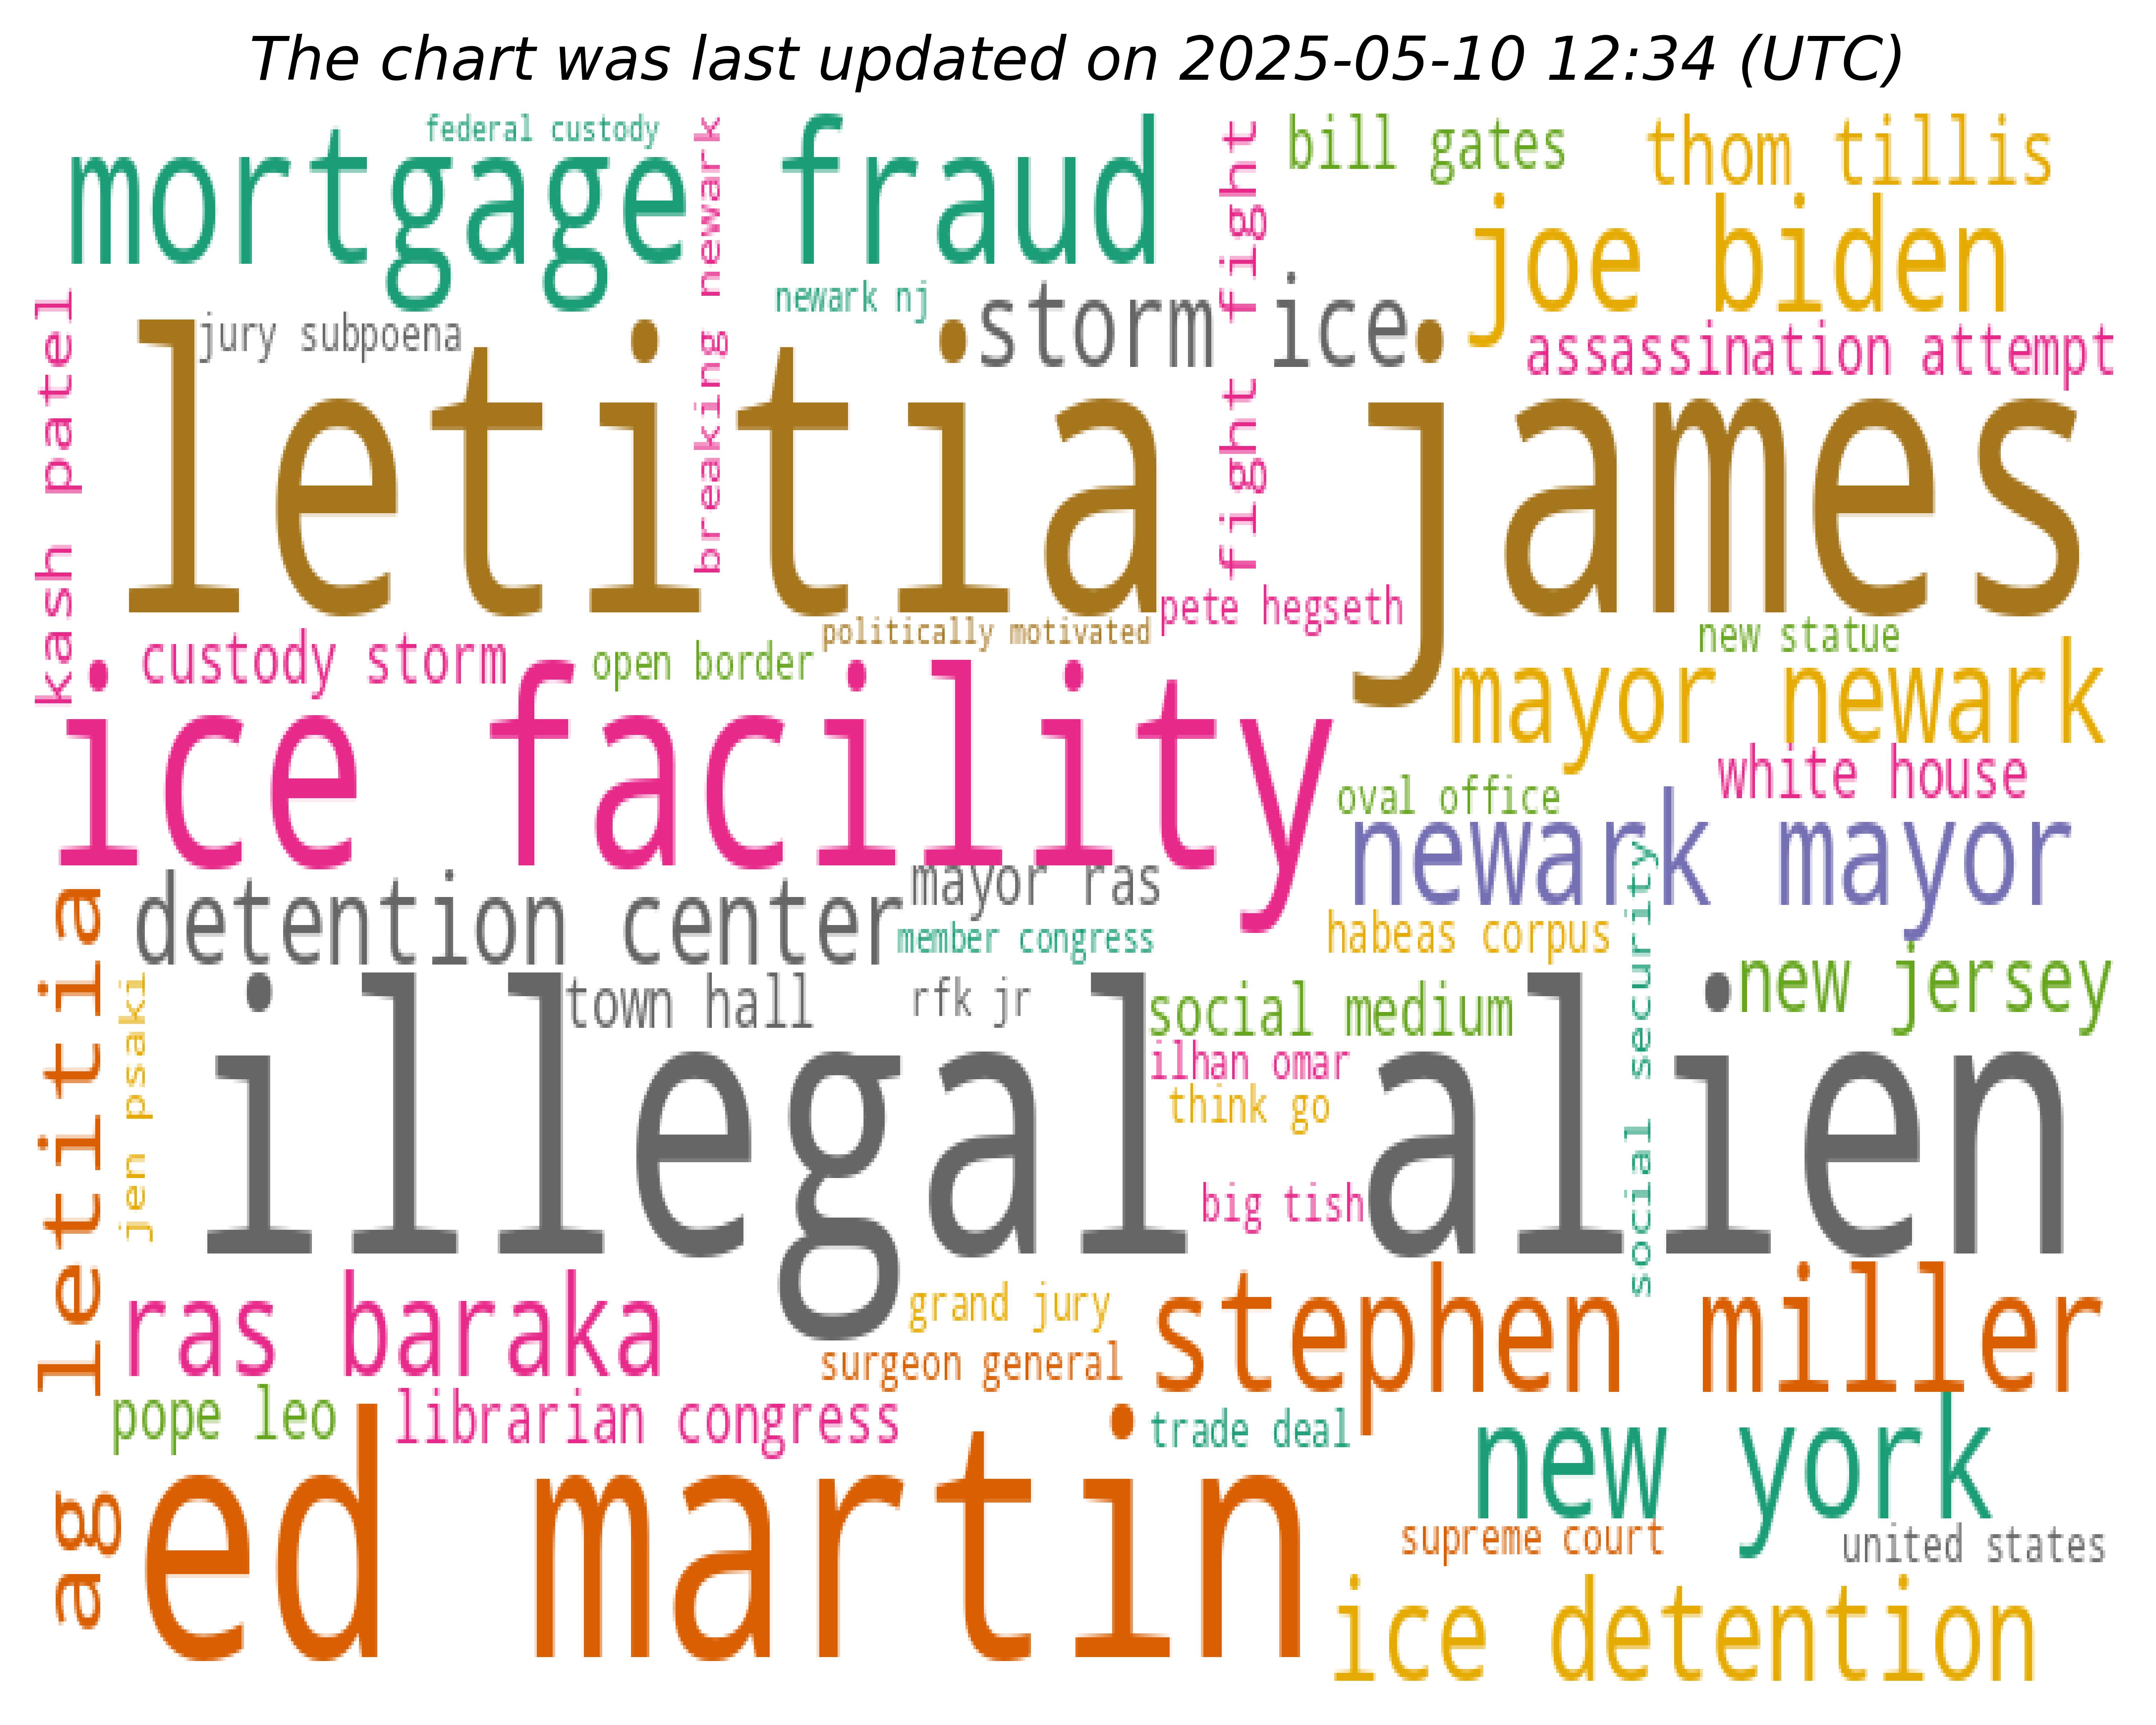 The chart was last updated on 2025-05-10 12:34 (UTC)
federal custody
mortgage fraud
breaking newark
fight fight
bill gates
thom tillis
joe biden
newark nj
storm ice
jury subpoena
assassination attempt
kash patel
letitia james
pete hegseth
politically motivated
new statue
custody storm
open border
mayor newark
ice facility
white house
oval office
newark mayor
mayor ras
detention center
member congress
habeas corpus
social security
ag letitia
jen psaki
town hall
rfk jr
social medium
new jersey
ilhan omar
think go
illegal alien
big tish
ras baraka
grand jury
stephen miller
surgeon general
pope leo
librarian congress
trade deal
new york
ed martin
supreme court
united states
ice detention